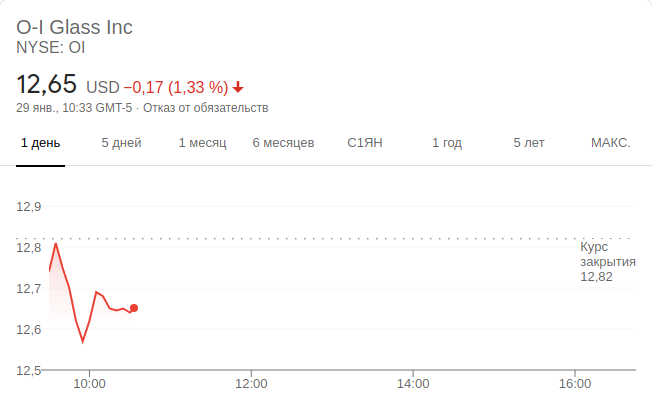 O-I Glass Inc
NYSE: OI
12,65 USD −0,17 (1,33 %)
29 янв., 10:33 GMT-5 · Отказ от обязательств
1 день 5 дней 1 месяц 6 месяцев С1ЯН 1 год 5 лет МАКС.
12,9
12,8
12,7
12,6
12,5
Курс
закрытия
12,82
10:00 12:00 14:00 16:00